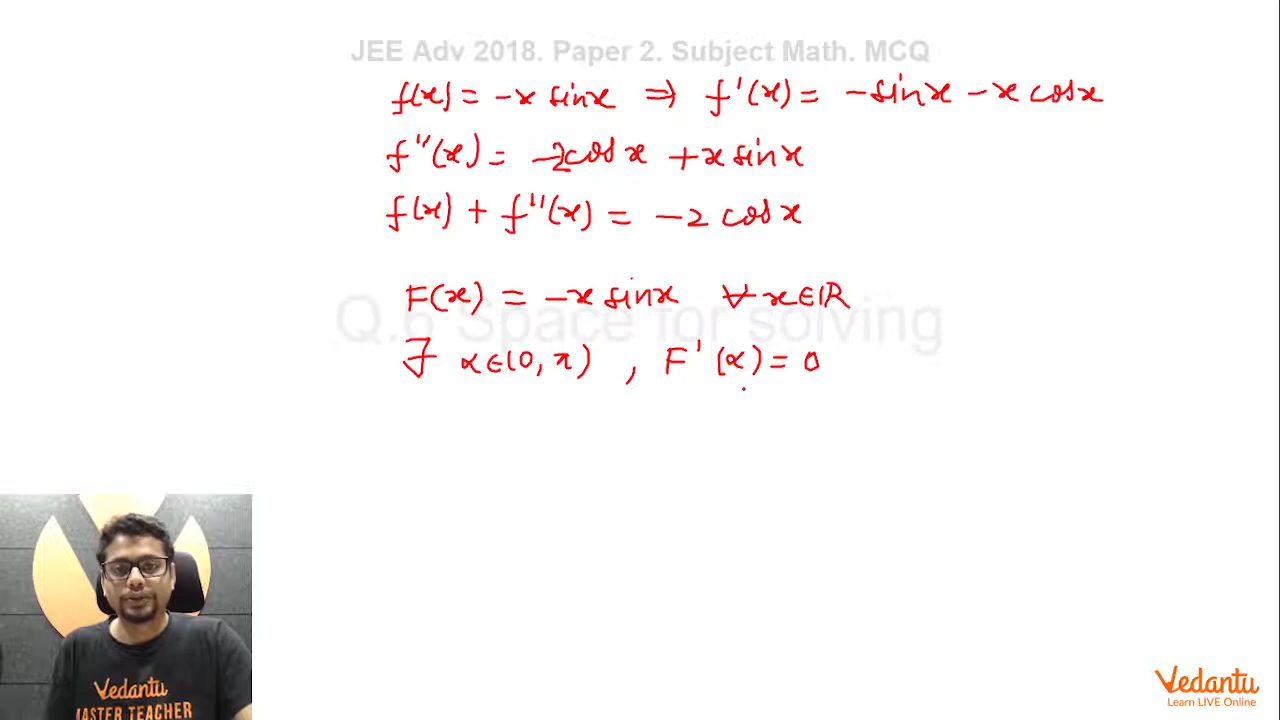 JEE Adv 2018. Paper 2. Subject Math. MCQ
f(x) = -x sinx ⇒ f'(x) = -sinx - x cosx
f''(x) = -2cosx + x sinx
f(x) + f''(x) = -2 cosx
F(x) = -x sinx ∀ x∈ℝ
Q.6 Space for solving
∃ α∈(0, π) , F'(α) = 0
Vedantu
MASTER TEACHER
Vedantu
Learn LIVE Online